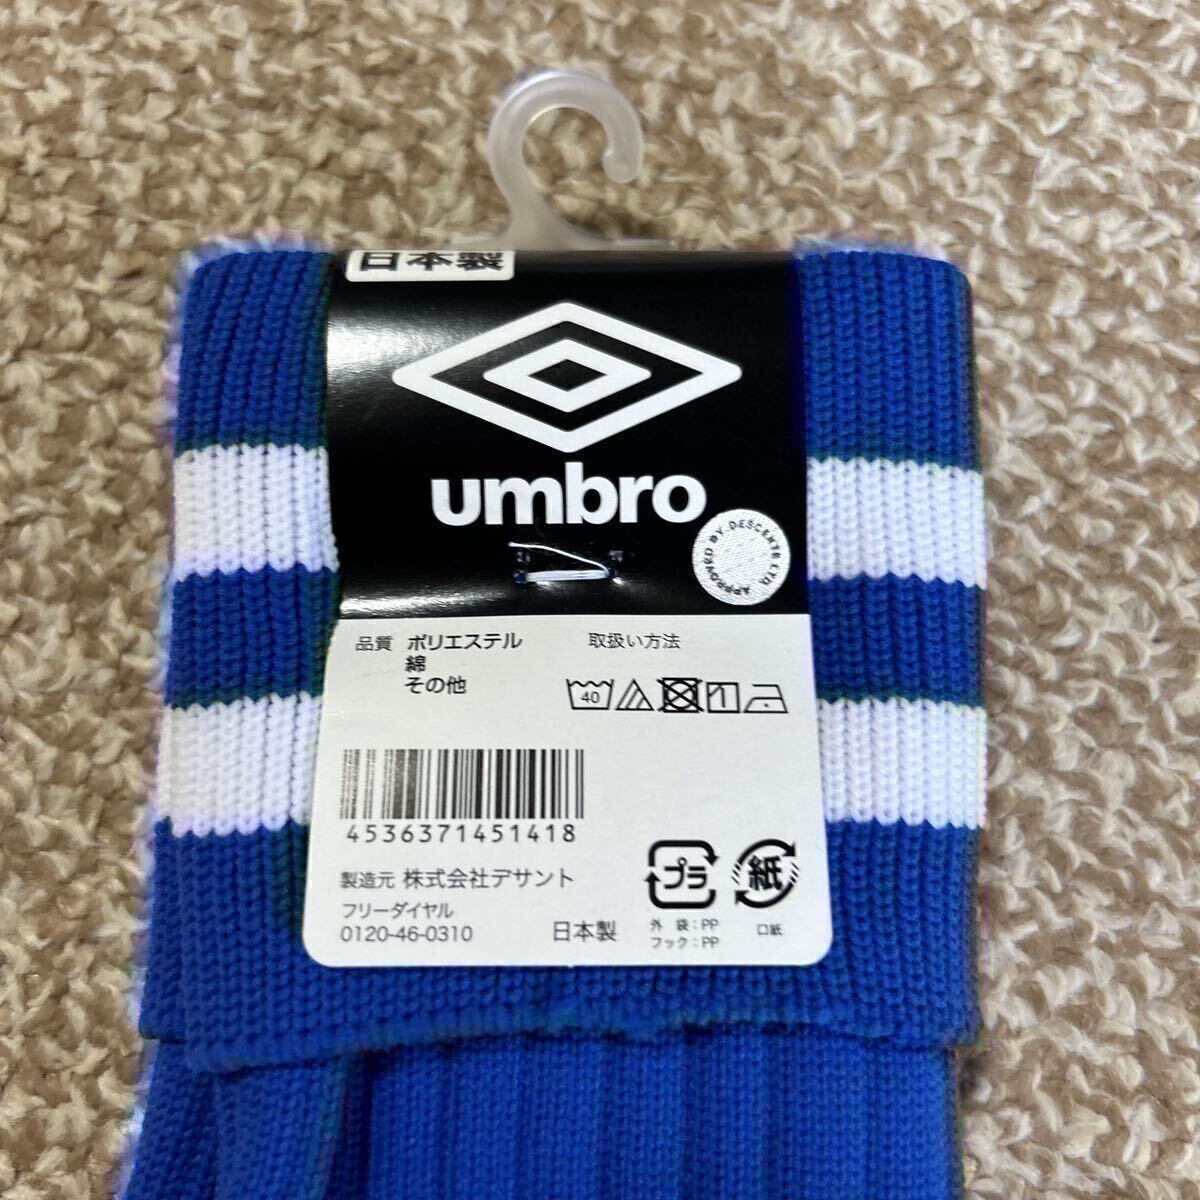 日本製
umbro
APPROVED BY DESCENTE LTD.
品質 ポリエステル
綿
その他
取扱い方法
40
4536371451418
製造元 株式会社デサント
フリーダイヤル
0120-46-0310
日本製
プラ
外 袋：PP
フック：PP
紙
口紙